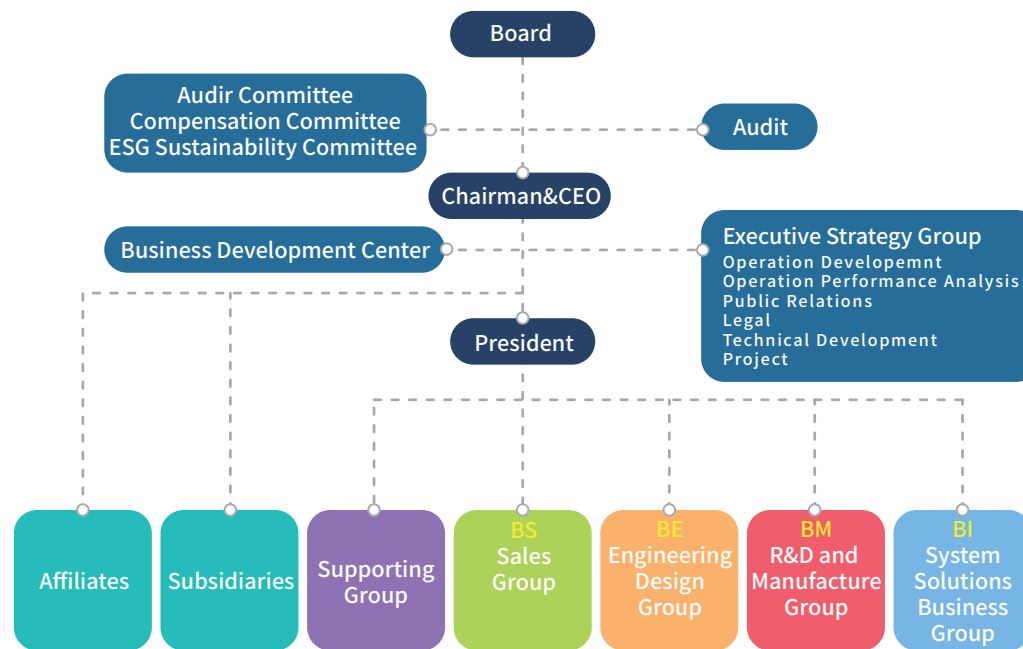 Board
Audir Committee
Compensation Committee
ESG Sustainability Committee
Audit
Chairman&CEO
Business Development Center
Executive Strategy Group
Operation Developemnt
Operation Performance Analysis
Public Relations
Legal
Technical Development
Project
President
Affiliates
Subsidiaries
Supporting
Group
BS
Sales
Group
BE
Engineering
Design
Group
BM
R&D and
Manufacture
Group
BI
System
Solutions
Business
Group